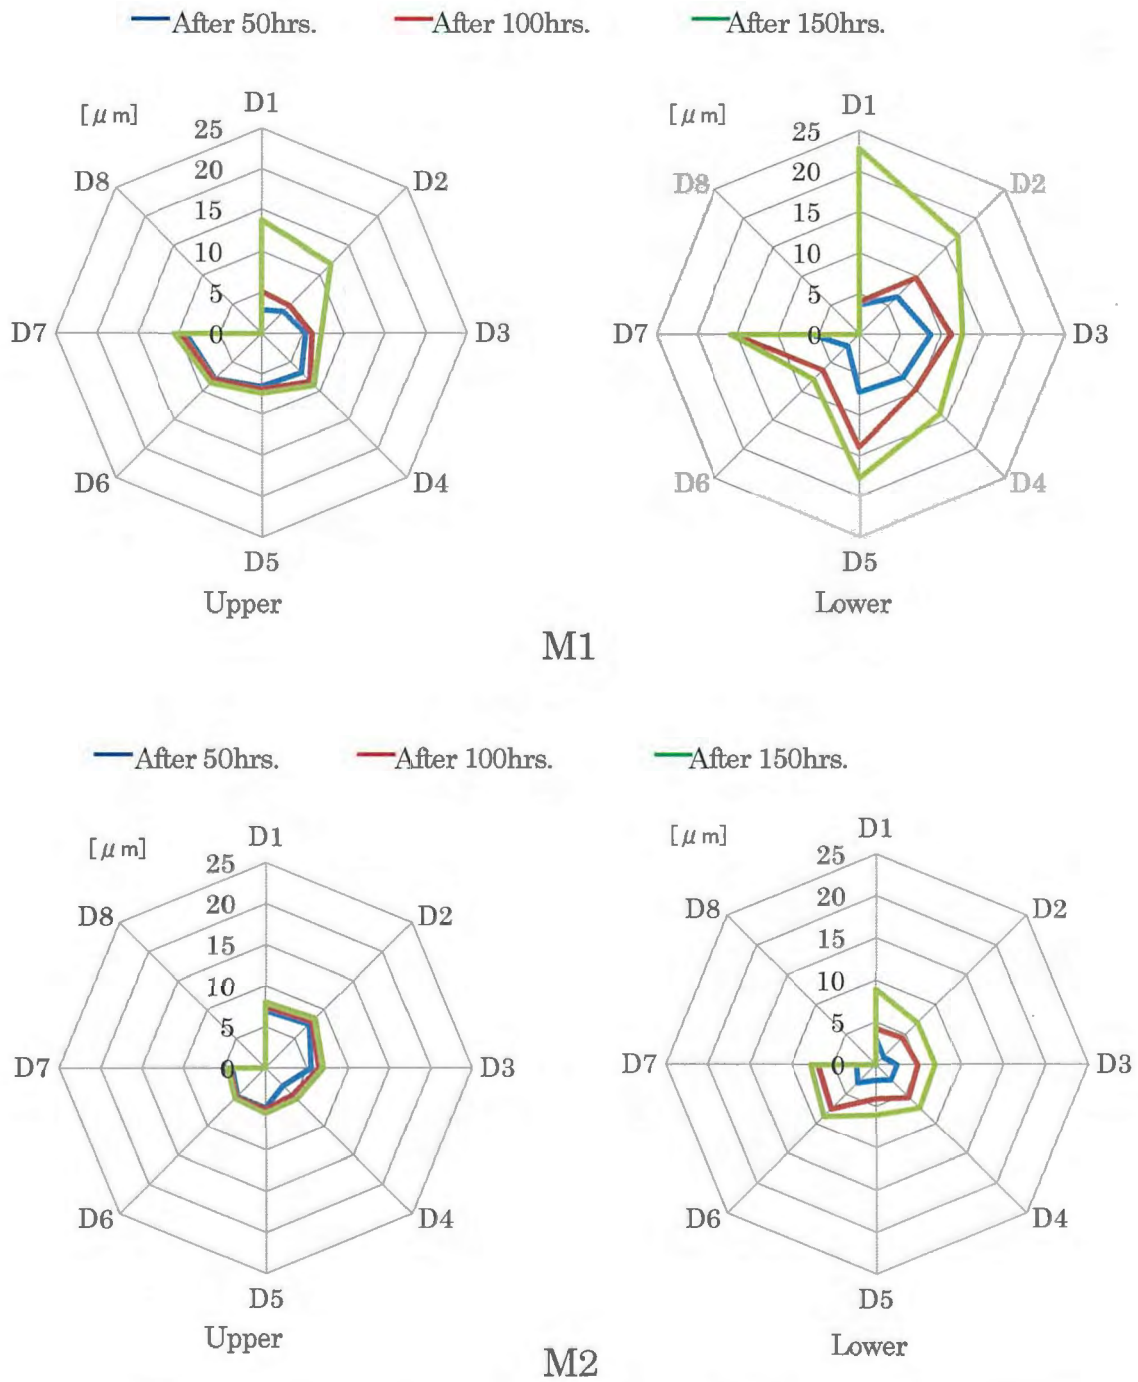 After 50hrs. After 100hrs. After 150hrs.
[μm] D1 [μm] D1
25 25
D8 20 D2 D8 20 D2
15 15
10 10
5 5
D7 0 D3 D7 0 D3
D6 D4 D6 D4
D5 D5
Upper Lower
M1
After 50hrs. After 100hrs. After 150hrs.
[μm] D1 [μm] D1
25 25
D8 20 D2 D8 20 D2
15 15
10 10
5 5
D7 0 D3 D7 0 D3
D6 D4 D6 D4
D5 D5
Upper Lower
M2